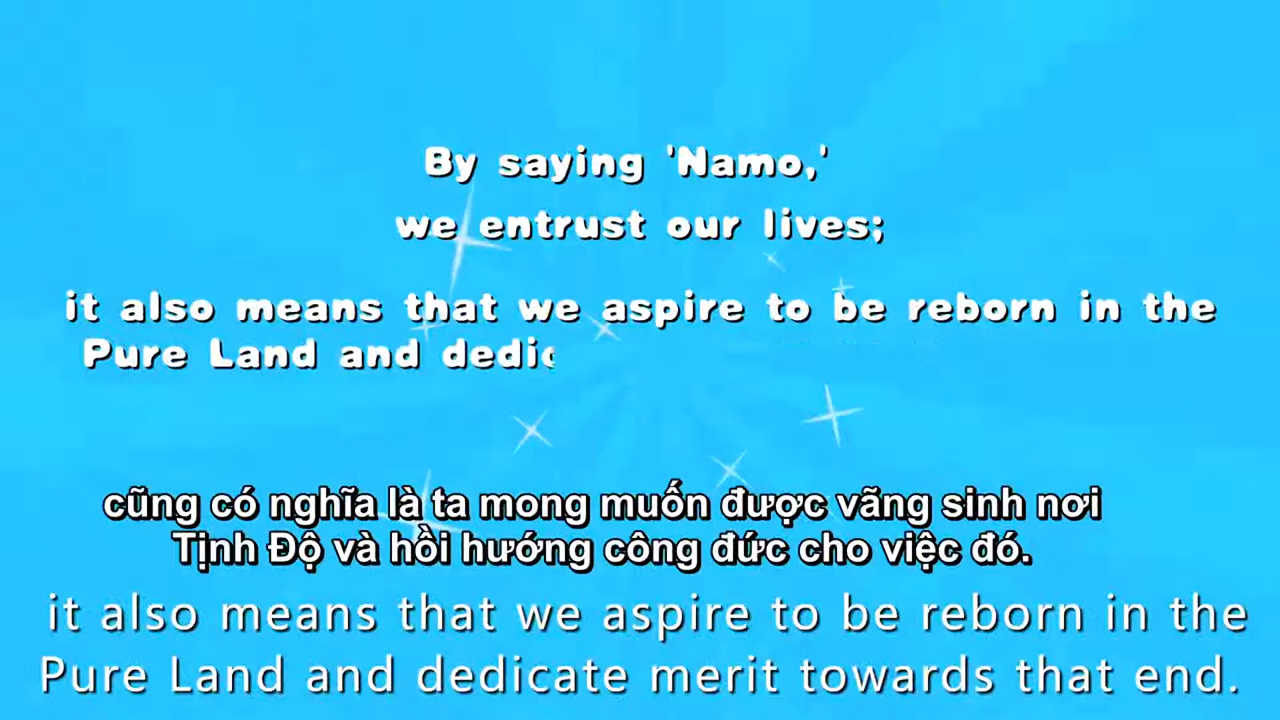 By saying 'Namo,'
we entrust our lives;
it also means that we aspire to be reborn in the
Pure Land and dedic
cũng có nghĩa là ta mong muốn được vãng sinh nơi
Tịnh Độ và hồi hướng công đức cho việc đó.
it also means that we aspire to be reborn in the
Pure Land and dedicate merit towards that end.